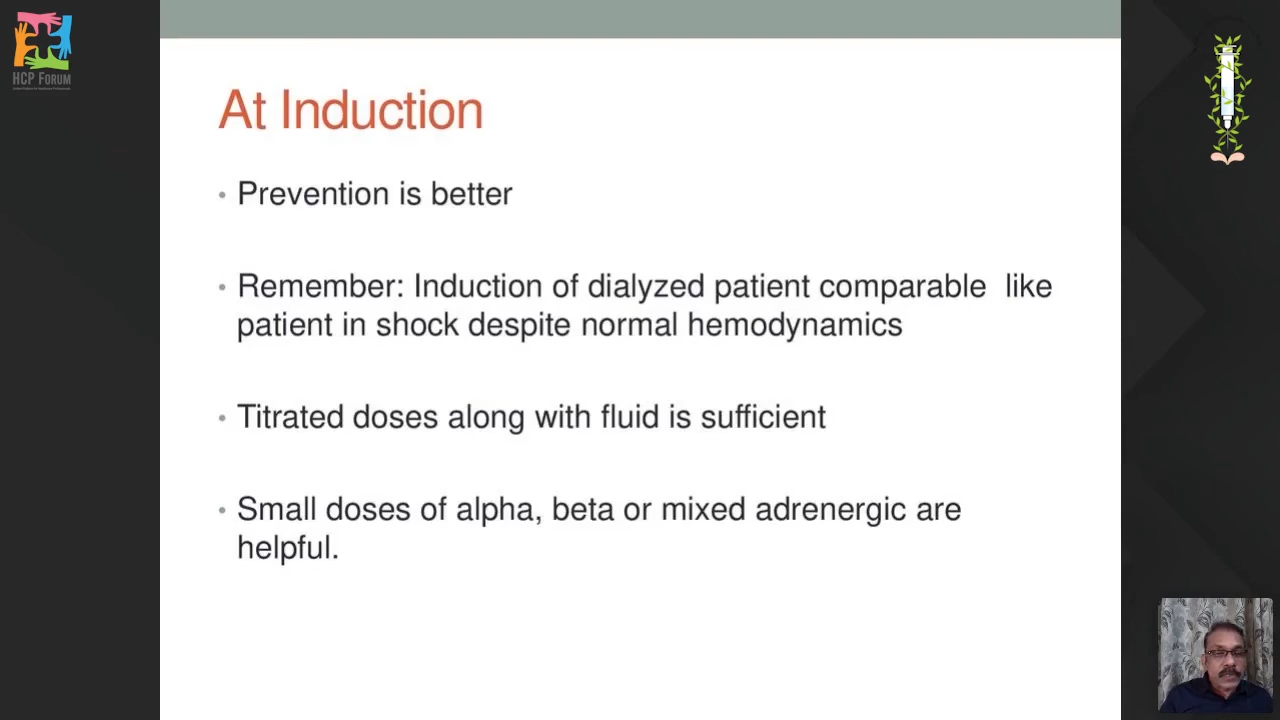 HCP FORUM
At Induction
• Prevention is better
• Remember: Induction of dialyzed patient comparable  like
patient in shock despite normal hemodynamics
• Titrated doses along with fluid is sufficient
• Small doses of alpha, beta or mixed adrenergic are
helpful.